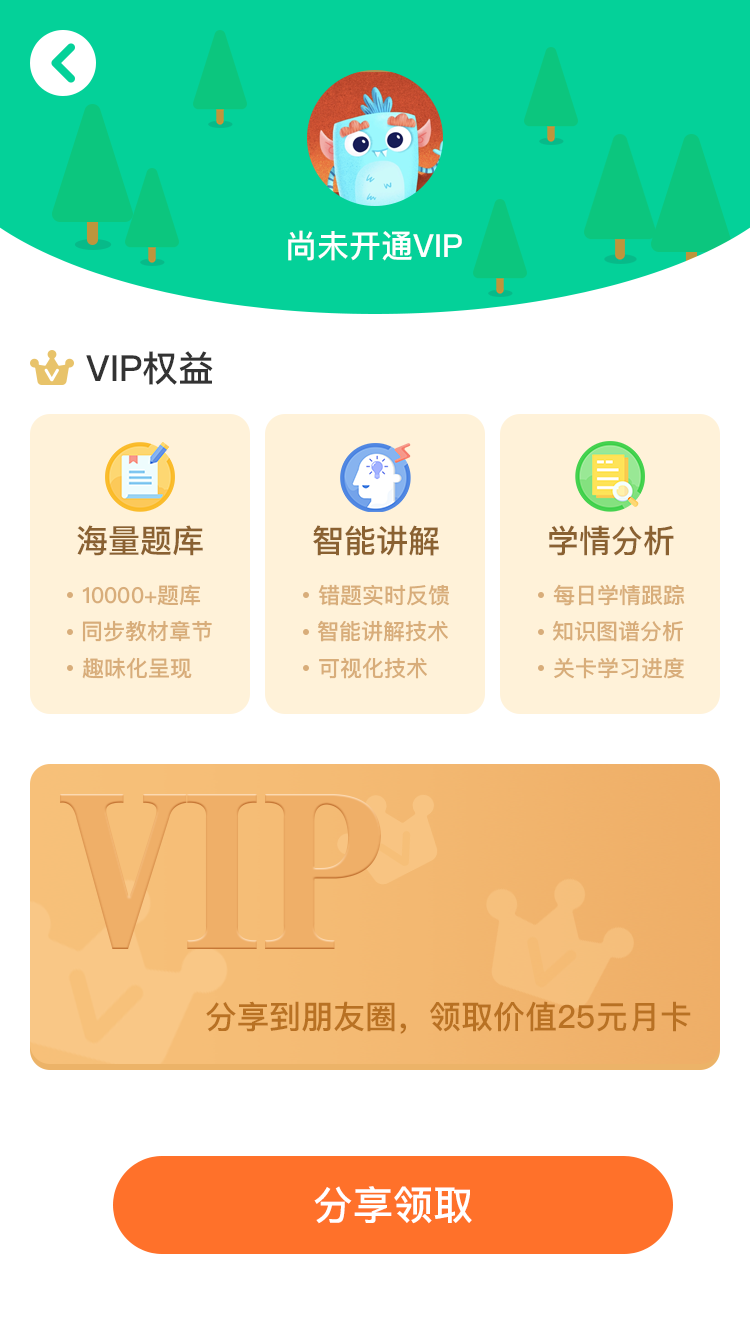 尚未开通VIP
VIP权益
海量题库
• 10000+题库
• 同步教材章节
• 趣味化呈现
智能讲解
• 错题实时反馈
• 智能讲解技术
• 可视化技术
学情分析
• 每日学情跟踪
• 知识图谱分析
• 关卡学习进度
VIP
分享到朋友圈，领取价值25元月卡
分享领取